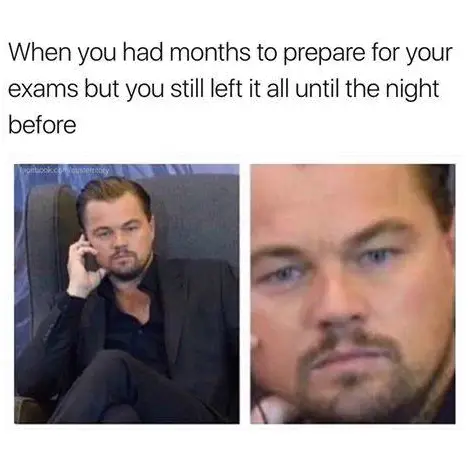 When you had months to prepare for your
exams but you still left it all until the night
before